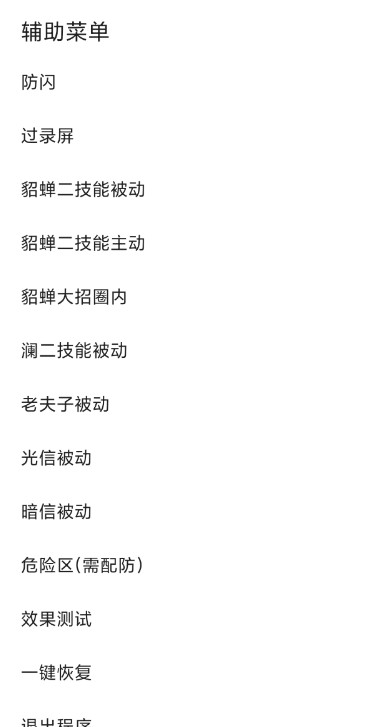 辅助菜单
防闪
过录屏
貂蝉二技能被动
貂蝉二技能主动
貂蝉大招圈内
澜二技能被动
老夫子被动
光信被动
暗信被动
危险区(需配防)
效果测试
一键恢复
退出程序